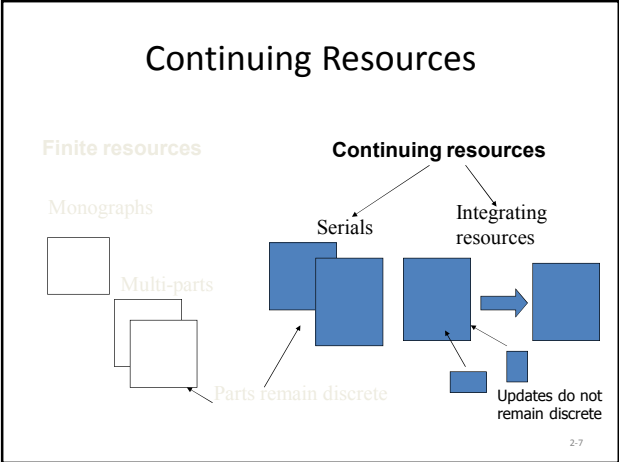 Continuing Resources
Finite resources
Continuing resources
Monographs
Serials
Integrating
resources
Multi-parts
Parts remain discrete
Updates do not
remain discrete
2-7